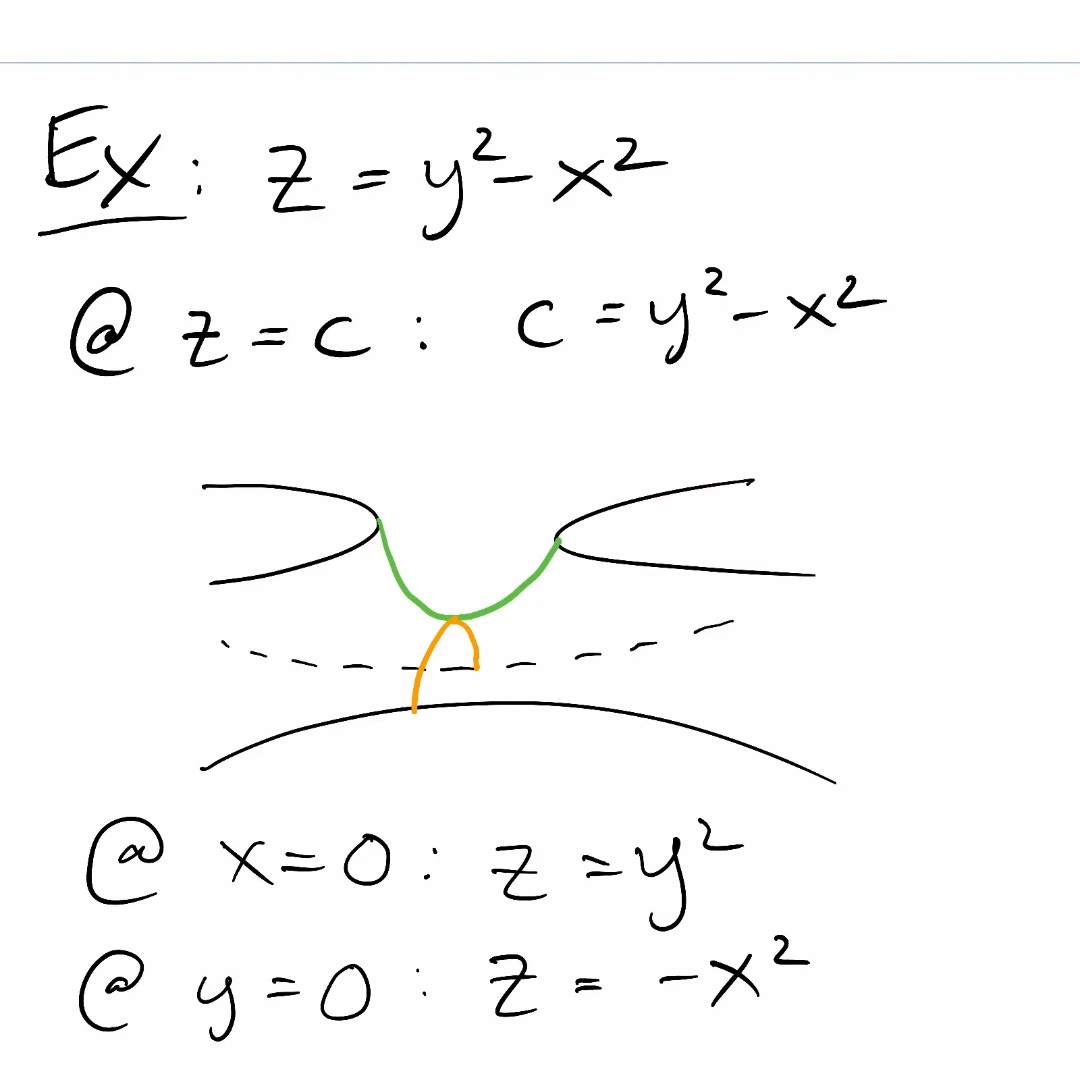 Ex: z = y² - x²
@ z = c : c = y² - x²
@ x = 0 : z = y²
@ y = 0 : z = -x²